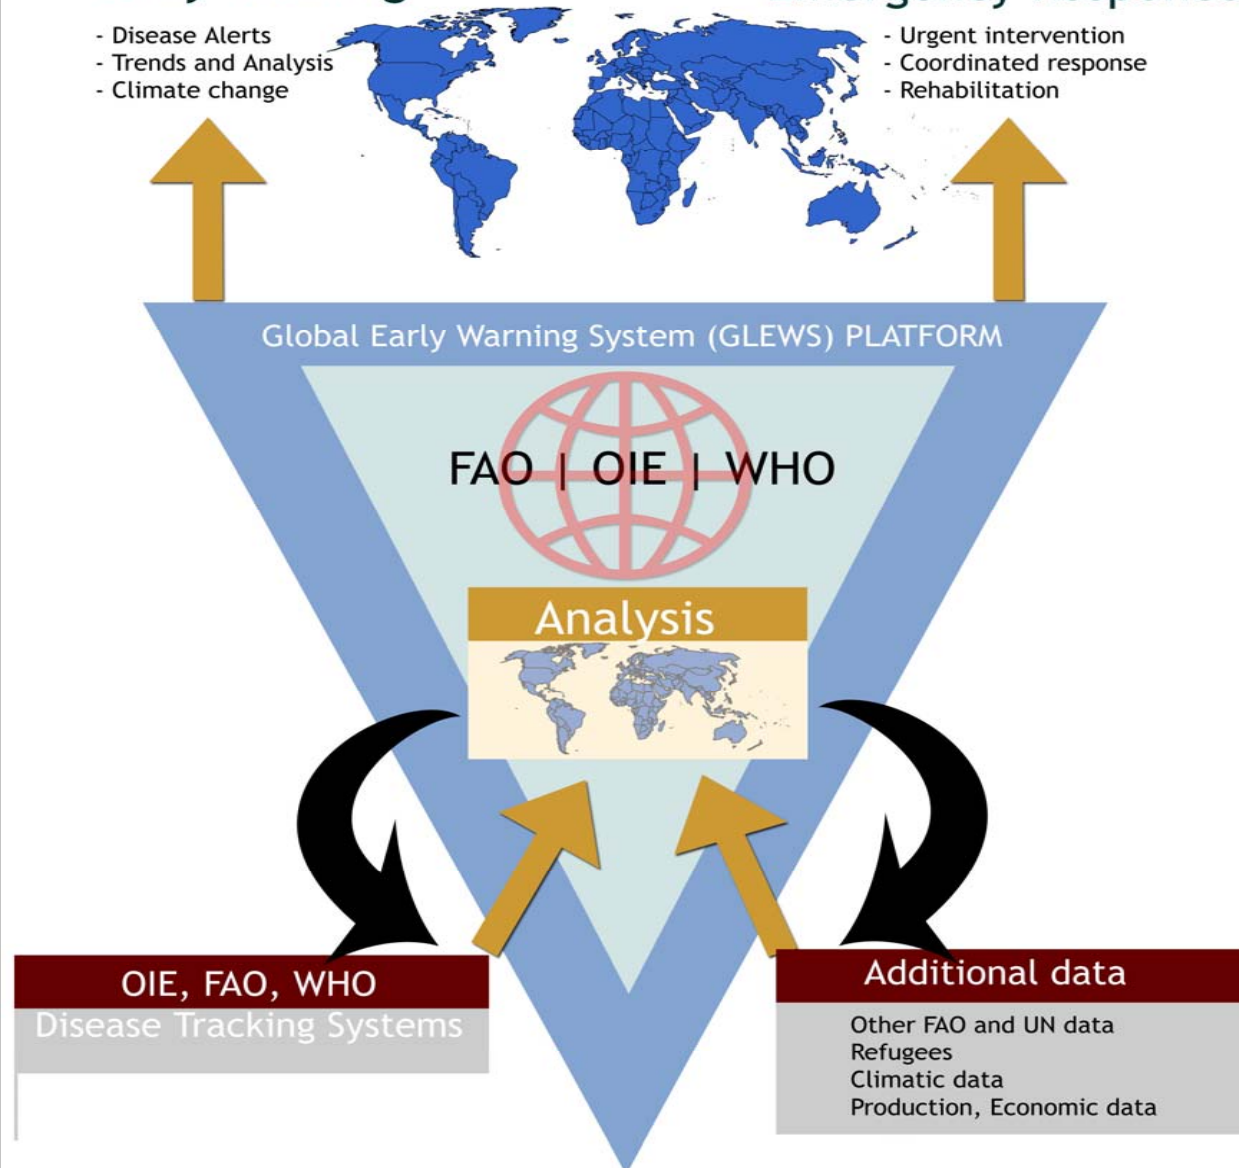 - Disease Alerts
- Trends and Analysis
- Climate change
- Urgent intervention
- Coordinated response
- Rehabilitation
Global Early Warning System (GLEWS) PLATFORM
FAO | OIE | WHO
Analysis
OIE, FAO, WHO
Disease Tracking Systems
Additional data
Other FAO and UN data
Refugees
Climatic data
Production, Economic data